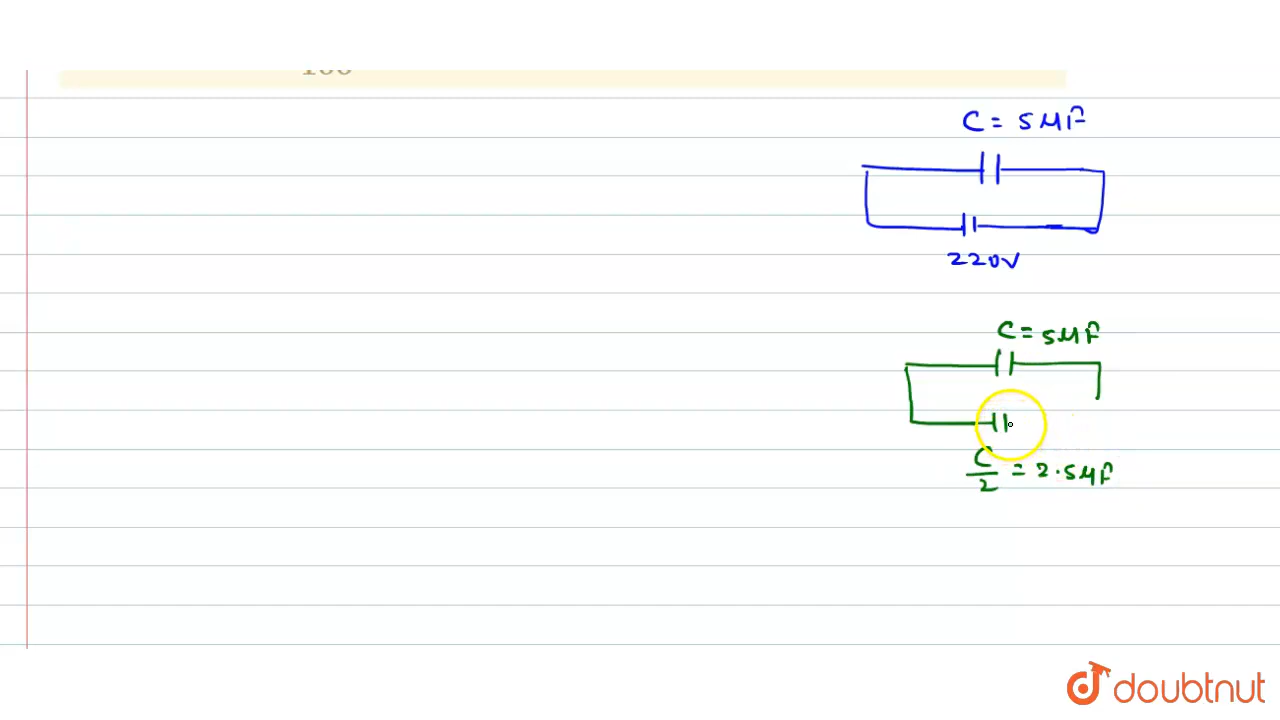 C = 5μF
220V
C = 5μF
C/2 = 2.5μF
doubtnut